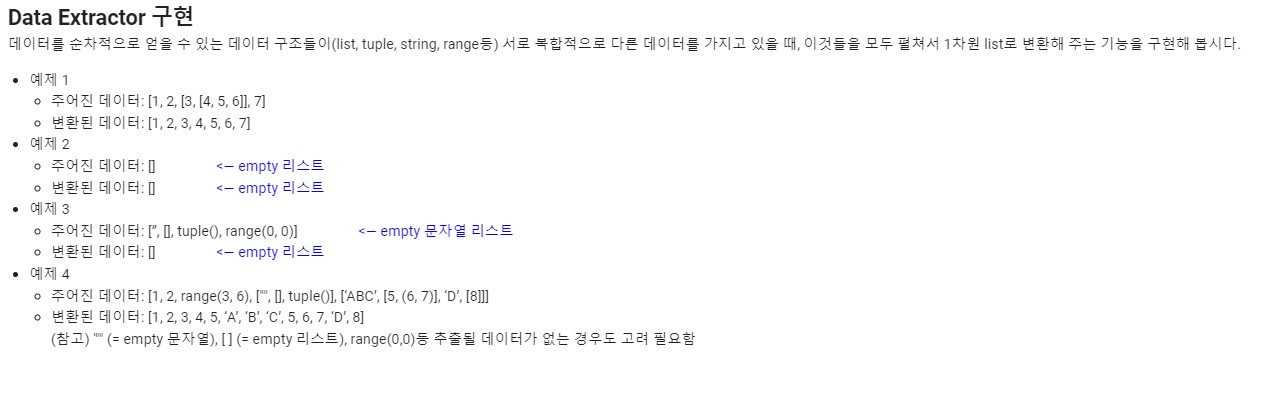 Data Extractor 구현
데이터를 순차적으로 얻을 수 있는 데이터 구조들이(list, tuple, string, range등) 서로 복합적으로 다른 데이터를 가지고 있을 때, 이것들을 모두 펼쳐서 1차원 list로 변환해 주는 기능을 구현해 봅시다.
예제 1
주어진 데이터: [1, 2, [3, [4, 5, 6]], 7]
변환된 데이터: [1, 2, 3, 4, 5, 6, 7]
예제 2
주어진 데이터: [] <— empty 리스트
변환된 데이터: [] <— empty 리스트
예제 3
주어진 데이터: [”, [], tuple(), range(0, 0)] <— empty 문자열 리스트
변환된 데이터: [] <— empty 리스트
예제 4
주어진 데이터: [1, 2, range(3, 6), ["", [], tuple()], [‘ABC’, [5, (6, 7)], ‘D’, [8]]]
변환된 데이터: [1, 2, 3, 4, 5, ‘A’, ‘B’, ‘C’, 5, 6, 7, ‘D’, 8]
(참고) "" (= empty 문자열), [ ] (= empty 리스트), range(0,0)등 추출될 데이터가 없는 경우도 고려 필요함